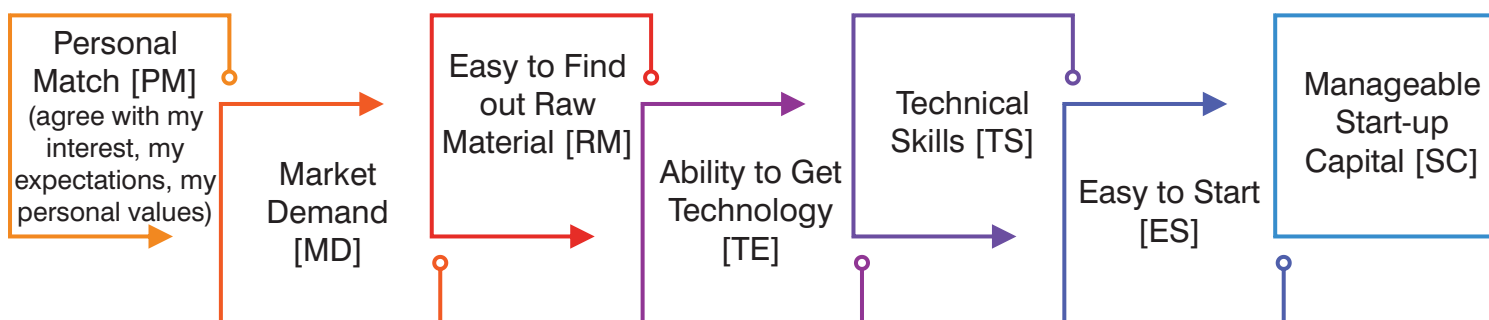 Personal
Match [PM]
(agree with my
interest, my
expectations, my
personal values)
Market
Demand
[MD]
Easy to Find
out Raw
Material [RM]
Ability to Get
Technology
[TE]
Technical
Skills [TS]
Easy to Start
[ES]
Manageable
Start-up
Capital [SC]